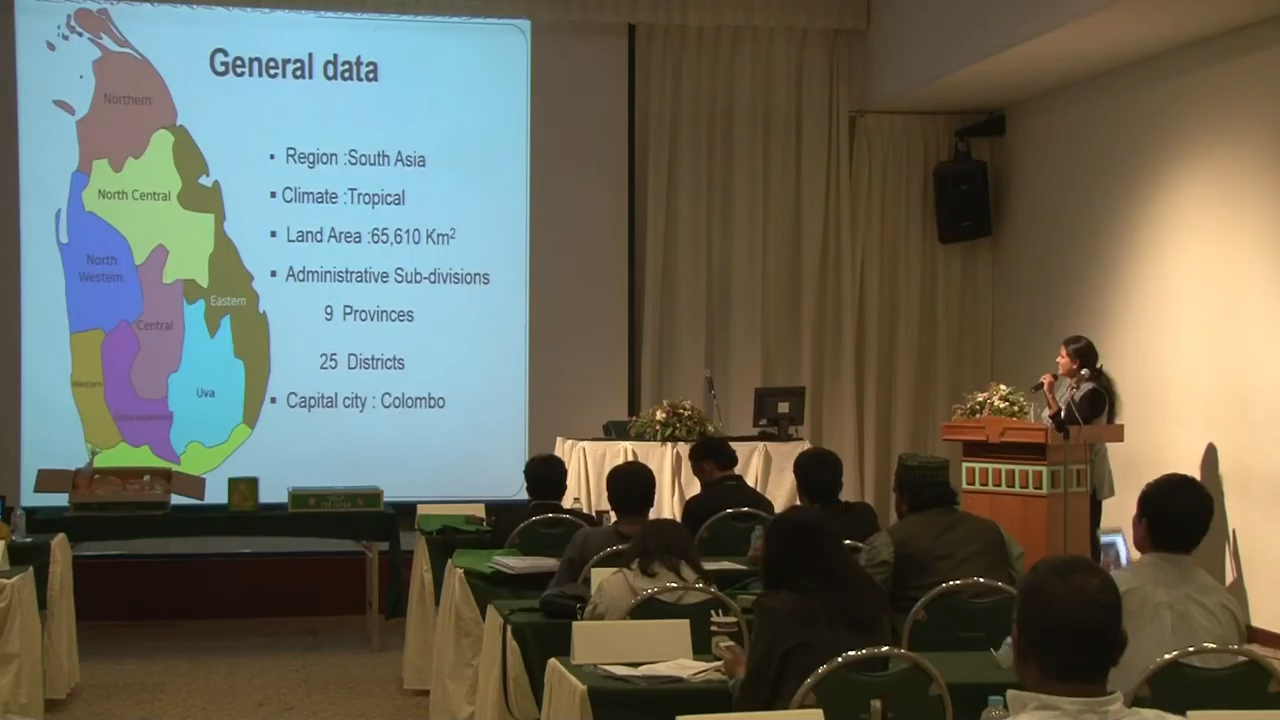 General data
Northern
▪ Region :South Asia
North Central
▪ Climate :Tropical
▪ Land Area :65,610 Km²
North
Western
▪ Administrative Sub-divisions
Eastern
9 Provinces
Central
25 Districts
Western
Uva
▪ Capital city : Colombo